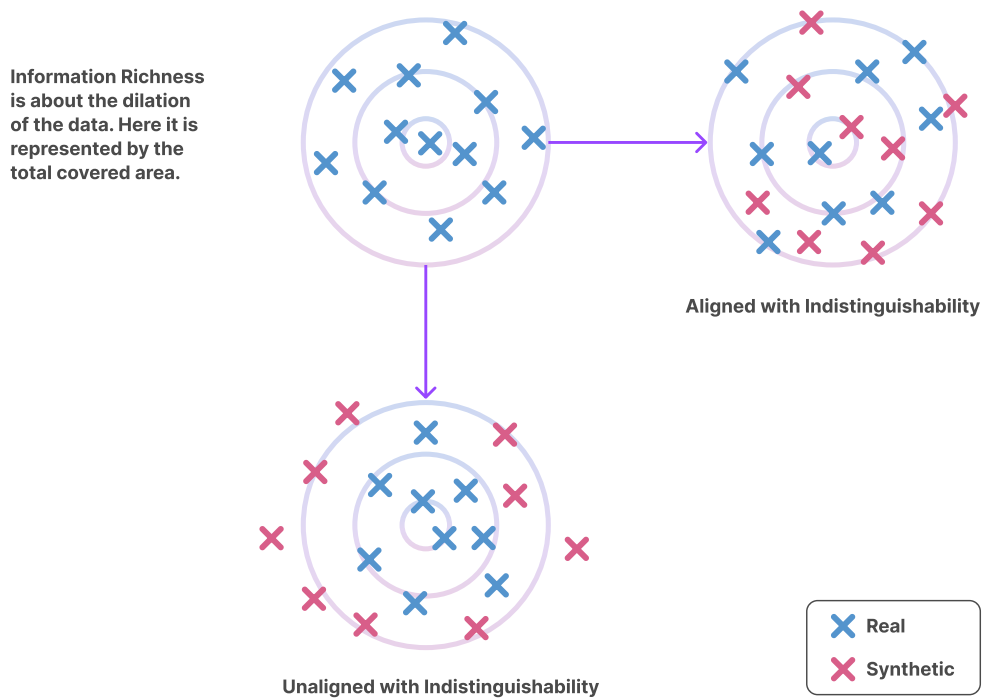 Information Richness
is about the dilation
of the data. Here it is
represented by the
total covered area.
Aligned with Indistinguishability
Unaligned with Indistinguishability
Real
Synthetic